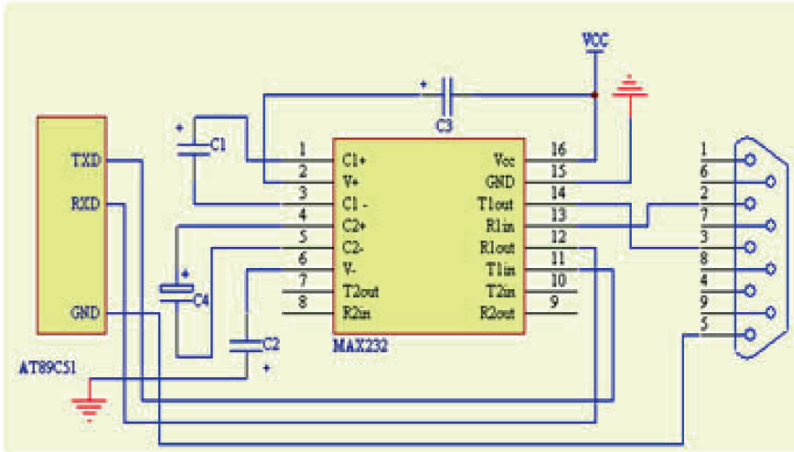 VCC
C3
C1
TXD
RXD
GND
AT89C51
1 C1+ Vcc 16
2 V+ GND 15
3 C1- T1out 14
4 C2+ R1in 13
5 C2- R1out 12
6 V- T1in 11
7 T2out T2in 10
8 R2in R2out 9
MAX232
C4
C2
1
6
2
7
3
8
4
9
5